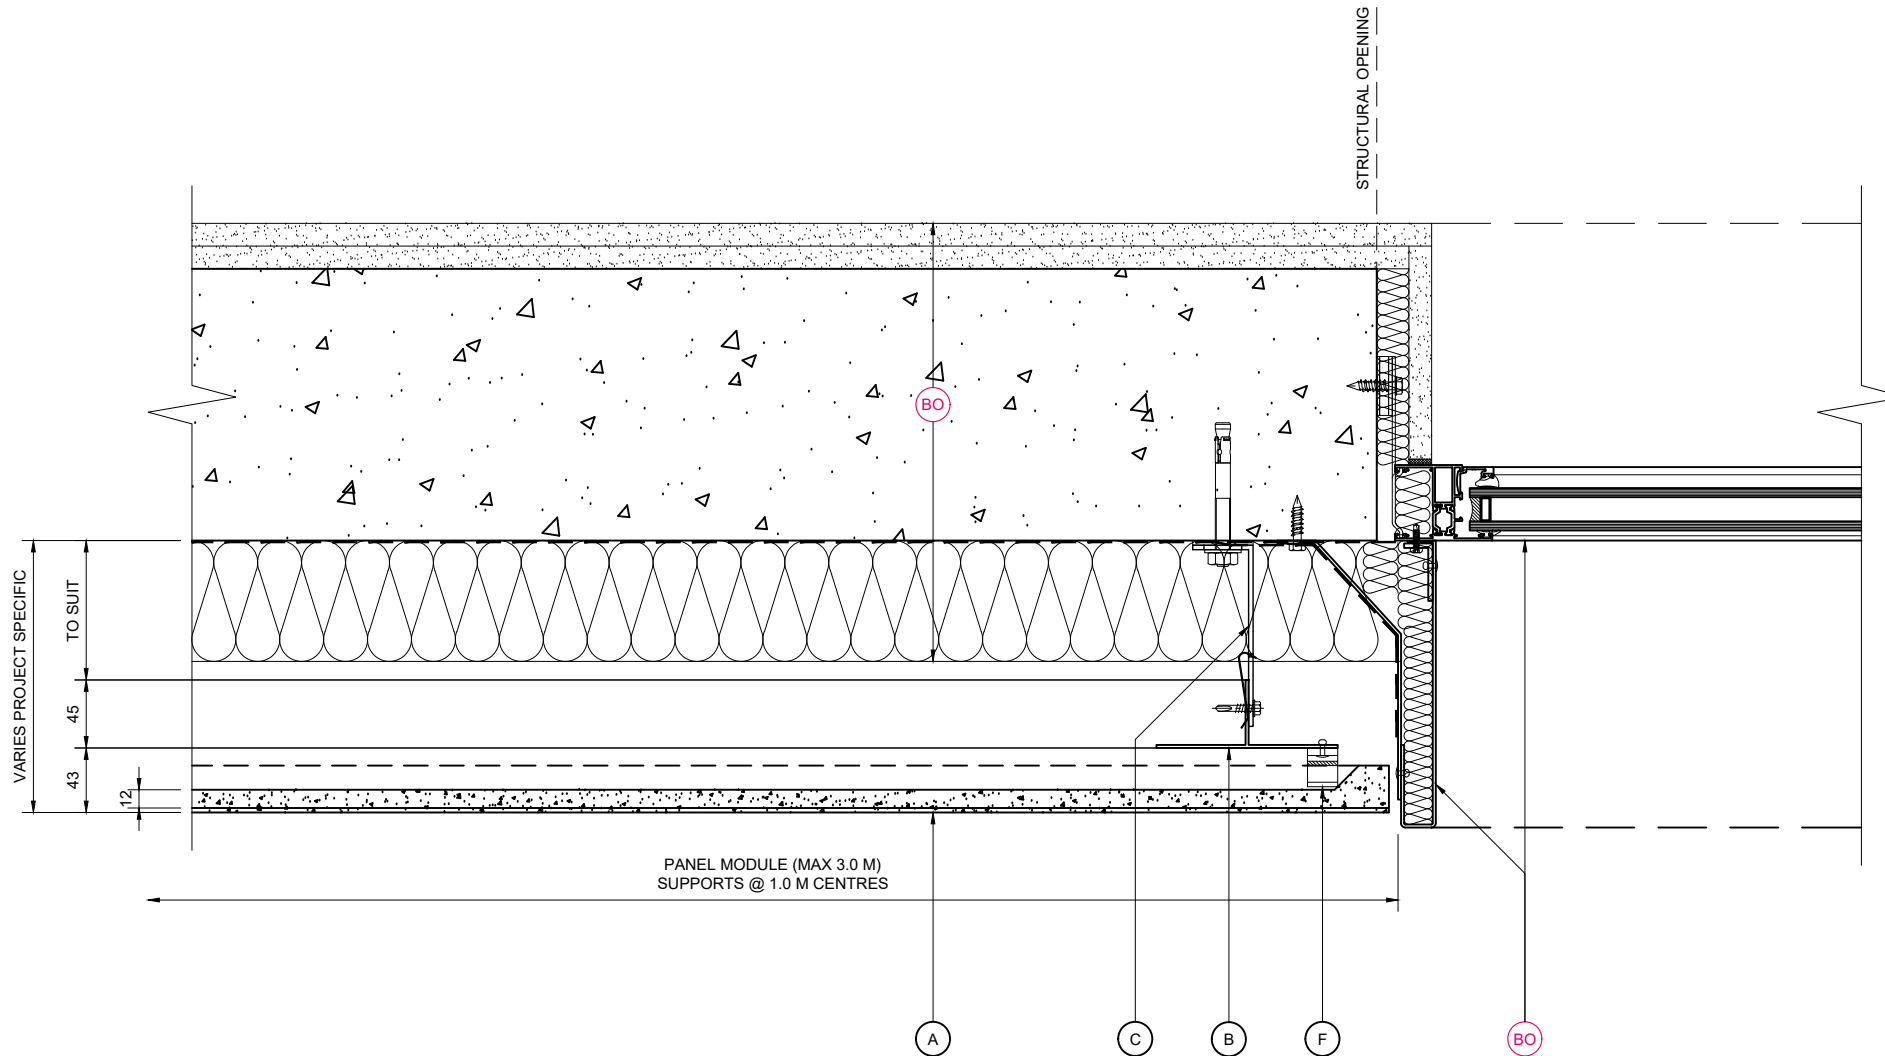 STRUCTURAL OPENING
BO
VARIES PROJECT SPECIFIC
TO SUIT
45
43
12
PANEL MODULE (MAX 3.0 M)
SUPPORTS @ 1.0 M CENTRES
A
C
B
F
BO